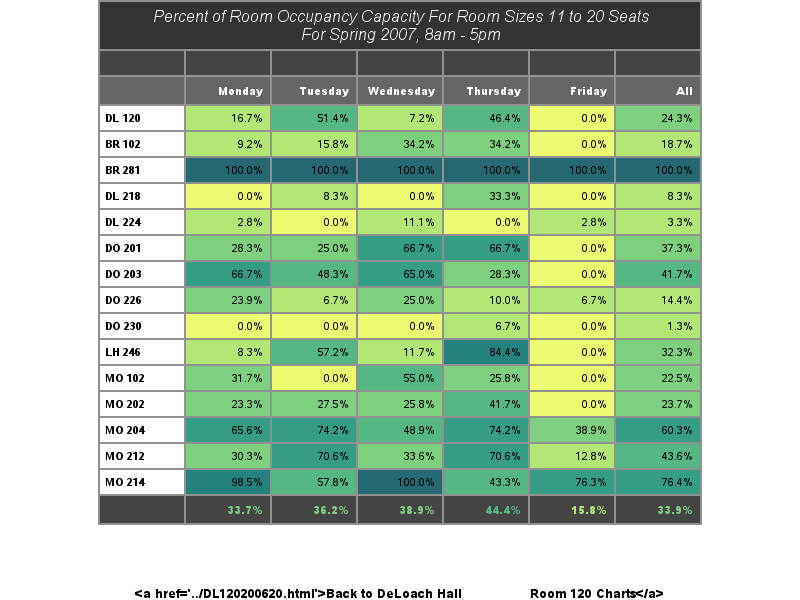 Percent of Room Occupancy Capacity For Room Sizes 11 to 20 Seats
For Spring 2007, 8am - 5pm
Monday Tuesday Wednesday Thursday Friday All
DL 120 16.7% 51.4% 7.2% 46.4% 0.0% 24.3%
BR 102 9.2% 15.8% 34.2% 34.2% 0.0% 18.7%
BR 281 100.0% 100.0% 100.0% 100.0% 100.0% 100.0%
DL 218 0.0% 8.3% 0.0% 33.3% 0.0% 8.3%
DL 224 2.8% 0.0% 11.1% 0.0% 2.8% 3.3%
DO 201 28.3% 25.0% 66.7% 66.7% 0.0% 37.3%
DO 203 66.7% 48.3% 65.0% 28.3% 0.0% 41.7%
DO 226 23.9% 6.7% 25.0% 10.0% 6.7% 14.4%
DO 230 0.0% 0.0% 0.0% 6.7% 0.0% 1.3%
LH 246 8.3% 57.2% 11.7% 84.4% 0.0% 32.3%
MO 102 31.7% 0.0% 55.0% 25.8% 0.0% 22.5%
MO 202 23.3% 27.5% 25.8% 41.7% 0.0% 23.7%
MO 204 65.6% 74.2% 48.9% 74.2% 38.9% 60.3%
MO 212 30.3% 70.6% 33.6% 70.6% 12.8% 43.6%
MO 214 98.5% 57.8% 100.0% 43.3% 76.3% 76.4%
33.7% 36.2% 38.9% 44.4% 15.8% 33.9%
<a href='../DL120200620.html'>Back to DeLoach Hall Room 120 Charts</a>